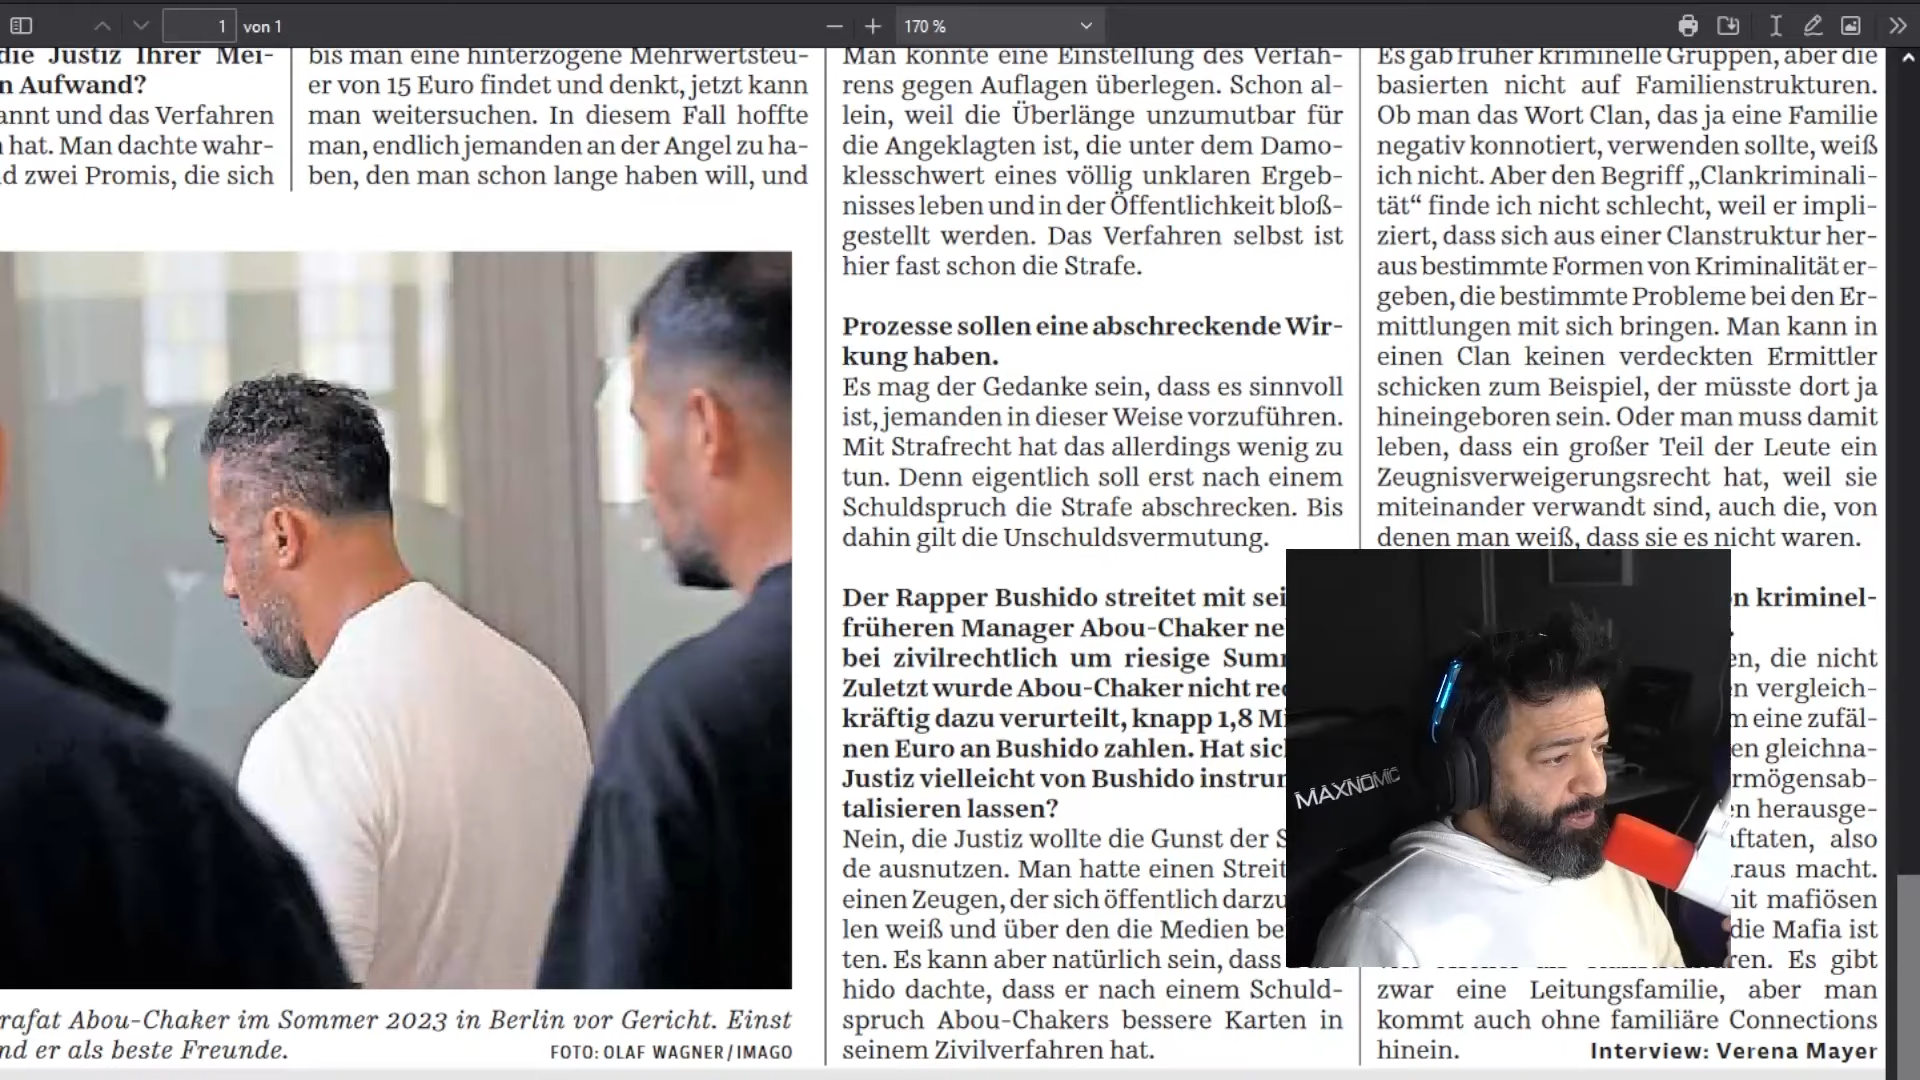 1 von 1
170 %
die Justiz Ihrer Mei-
n Aufwand?
annt und das Verfahren
hat. Man dachte wahr-
d zwei Promis, die sich
bis man eine hinterzogene Mehrwertsteu-
er von 15 Euro findet und denkt, jetzt kann
man weitersuchen. In diesem Fall hoffte
man, endlich jemanden an der Angel zu ha-
ben, den man schon lange haben will, und
rafat Abou-Chaker im Sommer 2023 in Berlin vor Gericht. Einst
nd er als beste Freunde.
FOTO: OLAF WAGNER/IMAGO
Man könnte eine Einstellung des Verfah-
rens gegen Auflagen überlegen. Schon al-
lein, weil die Überlänge unzumutbar für
die Angeklagten ist, die unter dem Damo-
klesschwert eines völlig unklaren Ergeb-
nisses leben und in der Öffentlichkeit bloß-
gestellt werden. Das Verfahren selbst ist
hier fast schon die Strafe.
Prozesse sollen eine abschreckende Wir-
kung haben.
Es mag der Gedanke sein, dass es sinnvoll
ist, jemanden in dieser Weise vorzuführen.
Mit Strafrecht hat das allerdings wenig zu
tun. Denn eigentlich soll erst nach einem
Schuldspruch die Strafe abschrecken. Bis
dahin gilt die Unschuldsvermutung.
Der Rapper Bushido streitet mit sei
früheren Manager Abou-Chaker ne
bei zivilrechtlich um riesige Sum
Zuletzt wurde Abou-Chaker nicht rec
kräftig dazu verurteilt, knapp 1,8 Mi
nen Euro an Bushido zahlen. Hat sic
Justiz vielleicht von Bushido instru
talisieren lassen?
Nein, die Justiz wollte die Gunst der S
de ausnutzen. Man hatte einen Streit
einen Zeugen, der sich öffentlich darzu
len weiß und über den die Medien be
ten. Es kann aber natürlich sein, dass
hido dachte, dass er nach einem Schuld-
spruch Abou-Chakers bessere Karten in
seinem Zivilverfahren hat.
Es gab früher kriminelle Gruppen, aber die
basierten nicht auf Familienstrukturen.
Ob man das Wort Clan, das ja eine Familie
negativ konnotiert, verwenden sollte, weiß
ich nicht. Aber den Begriff „Clankriminali-
tät“ finde ich nicht schlecht, weil er impli-
ziert, dass sich aus einer Clanstruktur her-
aus bestimmte Formen von Kriminalität er-
geben, die bestimmte Probleme bei den Er-
mittlungen mit sich bringen. Man kann in
einen Clan keinen verdeckten Ermittler
schicken zum Beispiel, der müsste dort ja
hineingeboren sein. Oder man muss damit
leben, dass ein großer Teil der Leute ein
Zeugnisverweigerungsrecht hat, weil sie
miteinander verwandt sind, auch die, von
denen man weiß, dass sie es nicht waren.
n kriminel-
en, die nicht
n vergleich-
m eine zufäl-
en gleichna-
rmögensab-
en herausge-
ftaten, also
raus macht.
it mafiösen
die Mafia ist
ren. Es gibt
zwar eine Leitungsfamilie, aber man
kommt auch ohne familiäre Connections
hinein.
Interview: Verena Mayer
MAXNOMIC